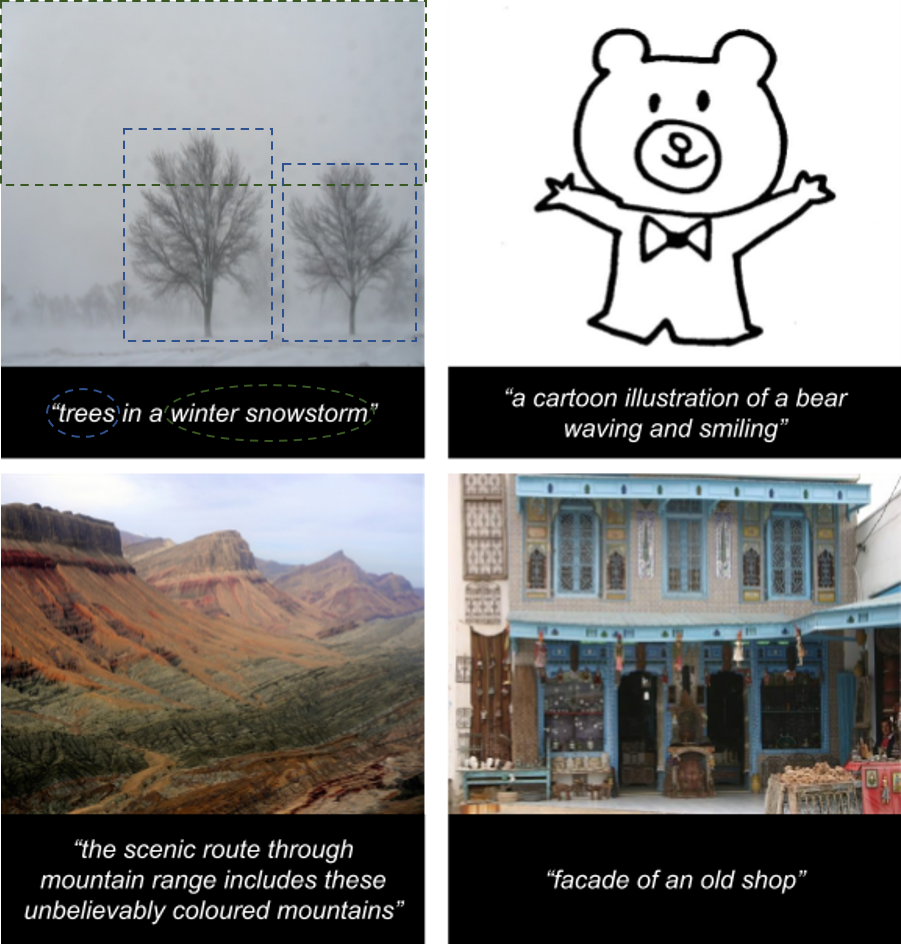 “trees in a winter snowstorm”
“a cartoon illustration of a bear
waving and smiling”
“the scenic route through
mountain range includes these
unbelievably coloured mountains”
“facade of an old shop”